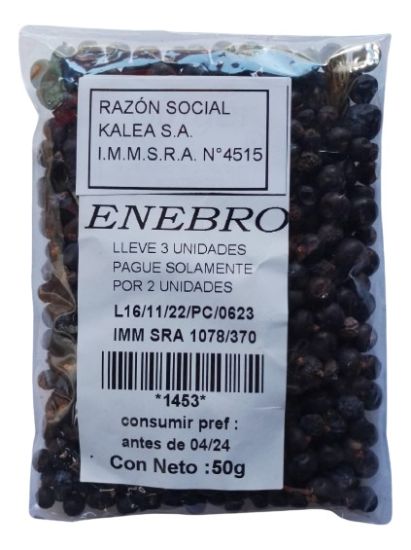 RAZÓN SOCIAL
KALEA S.A.
I.M.M.S.R.A. N°4515
ENEBRO
LLEVE 3 UNIDADES
PAGUE SOLAMENTE
POR 2 UNIDADES
L16/11/22/PC/0623
IMM SRA 1078/370
*1453*
consumir pref :
antes de 04/24
Con Neto :50g